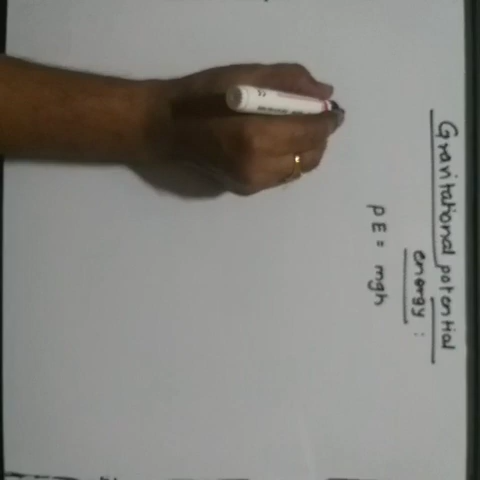 Gravitational potential
energy :
PE = mgh